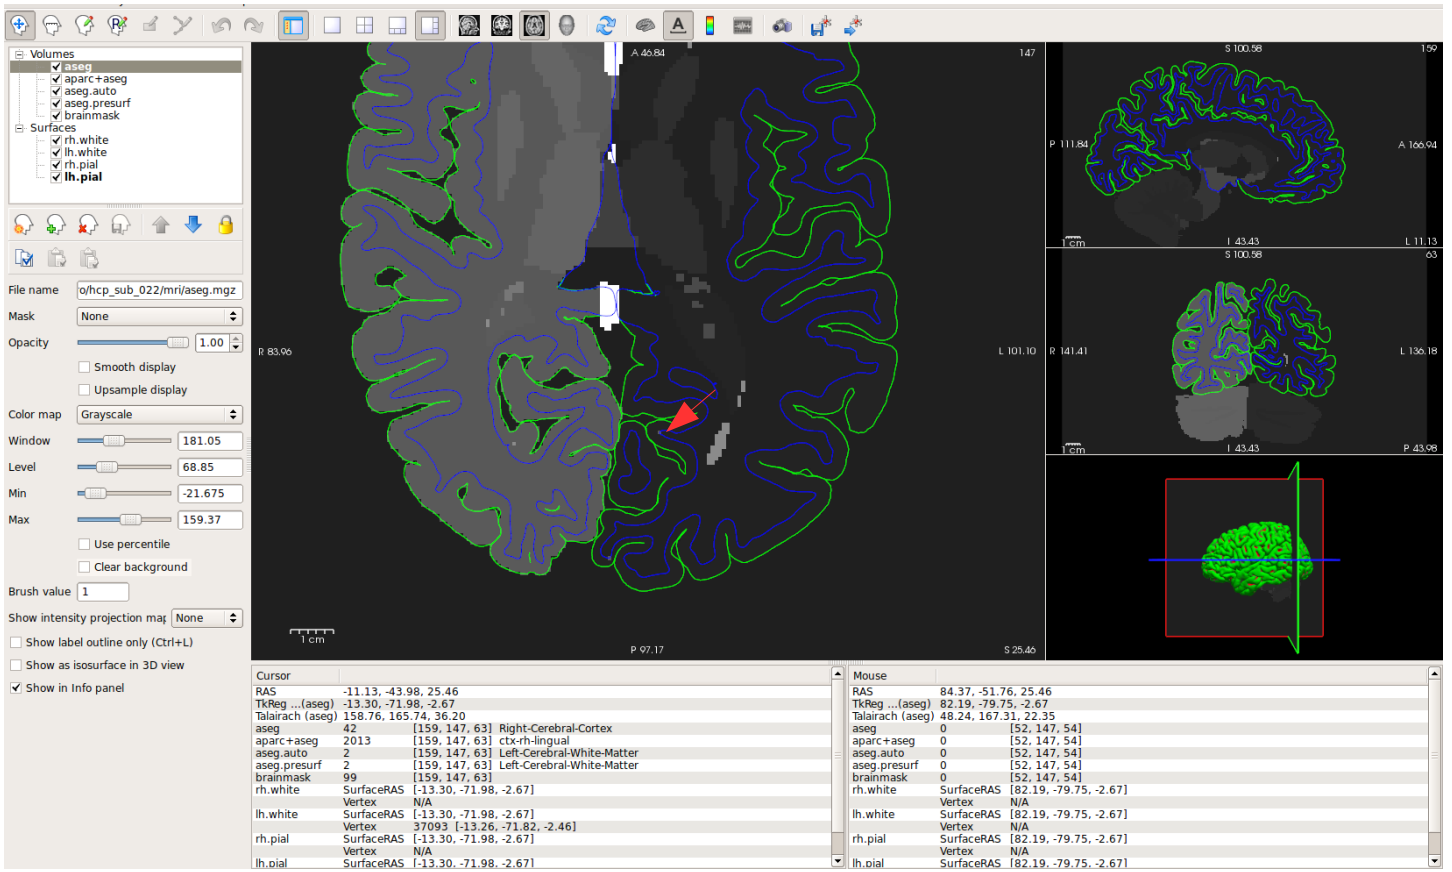 Volumes
aseg
aparc+aseg
aseg.auto
aseg.presurf
brainmask
Surfaces
rh.white
lh.white
rh.pial
lh.pial
File name o/hcp_sub_022/mri/aseg.mgz
Mask None
Opacity 1.00
Smooth display
Upsample display
Color map Grayscale
Window 181.05
Level 68.85
Min -21.675
Max 159.37
Use percentile
Clear background
Brush value 1
Show intensity projection map None
Show label outline only (Ctrl+L)
Show as isosurface in 3D view
Show in Info panel
A 46.84
147
R 83.96
L 101.10
1 cm
P 97.17
S 25.46
S 100.58
159
P 111.84
A 166.94
1 cm
I 43.43
L 11.13
S 100.58
63
R 141.41
L 136.18
1 cm
I 43.43
P 43.98
Cursor
RAS -11.13, -43.98, 25.46
TkReg ...(aseg) -13.30, -71.98, -2.67
Talairach (aseg) 158.76, 165.74, 36.20
aseg 42 [159, 147, 63] Right-Cerebral-Cortex
aparc+aseg 2013 [159, 147, 63] ctx-rh-lingual
aseg.auto 2 [159, 147, 63] Left-Cerebral-White-Matter
aseg.presurf 2 [159, 147, 63] Left-Cerebral-White-Matter
brainmask 99 [159, 147, 63]
rh.white SurfaceRAS [-13.30, -71.98, -2.67]
Vertex N/A
lh.white SurfaceRAS [-13.30, -71.98, -2.67]
Vertex 37093 [-13.26, -71.82, -2.46]
rh.pial SurfaceRAS [-13.30, -71.98, -2.67]
Vertex N/A
lh.pial SurfaceRAS [-13.30, -71.98, -2.67]
Mouse
RAS 84.37, -51.76, 25.46
TkReg ...(aseg) 82.19, -79.75, -2.67
Talairach (aseg) 48.24, 167.31, 22.35
aseg 0 [52, 147, 54]
aparc+aseg 0 [52, 147, 54]
aseg.auto 0 [52, 147, 54]
aseg.presurf 0 [52, 147, 54]
brainmask 0 [52, 147, 54]
rh.white SurfaceRAS [82.19, -79.75, -2.67]
Vertex N/A
lh.white SurfaceRAS [82.19, -79.75, -2.67]
Vertex N/A
rh.pial SurfaceRAS [82.19, -79.75, -2.67]
Vertex N/A
lh.pial SurfaceRAS [82.19, -79.75, -2.67]